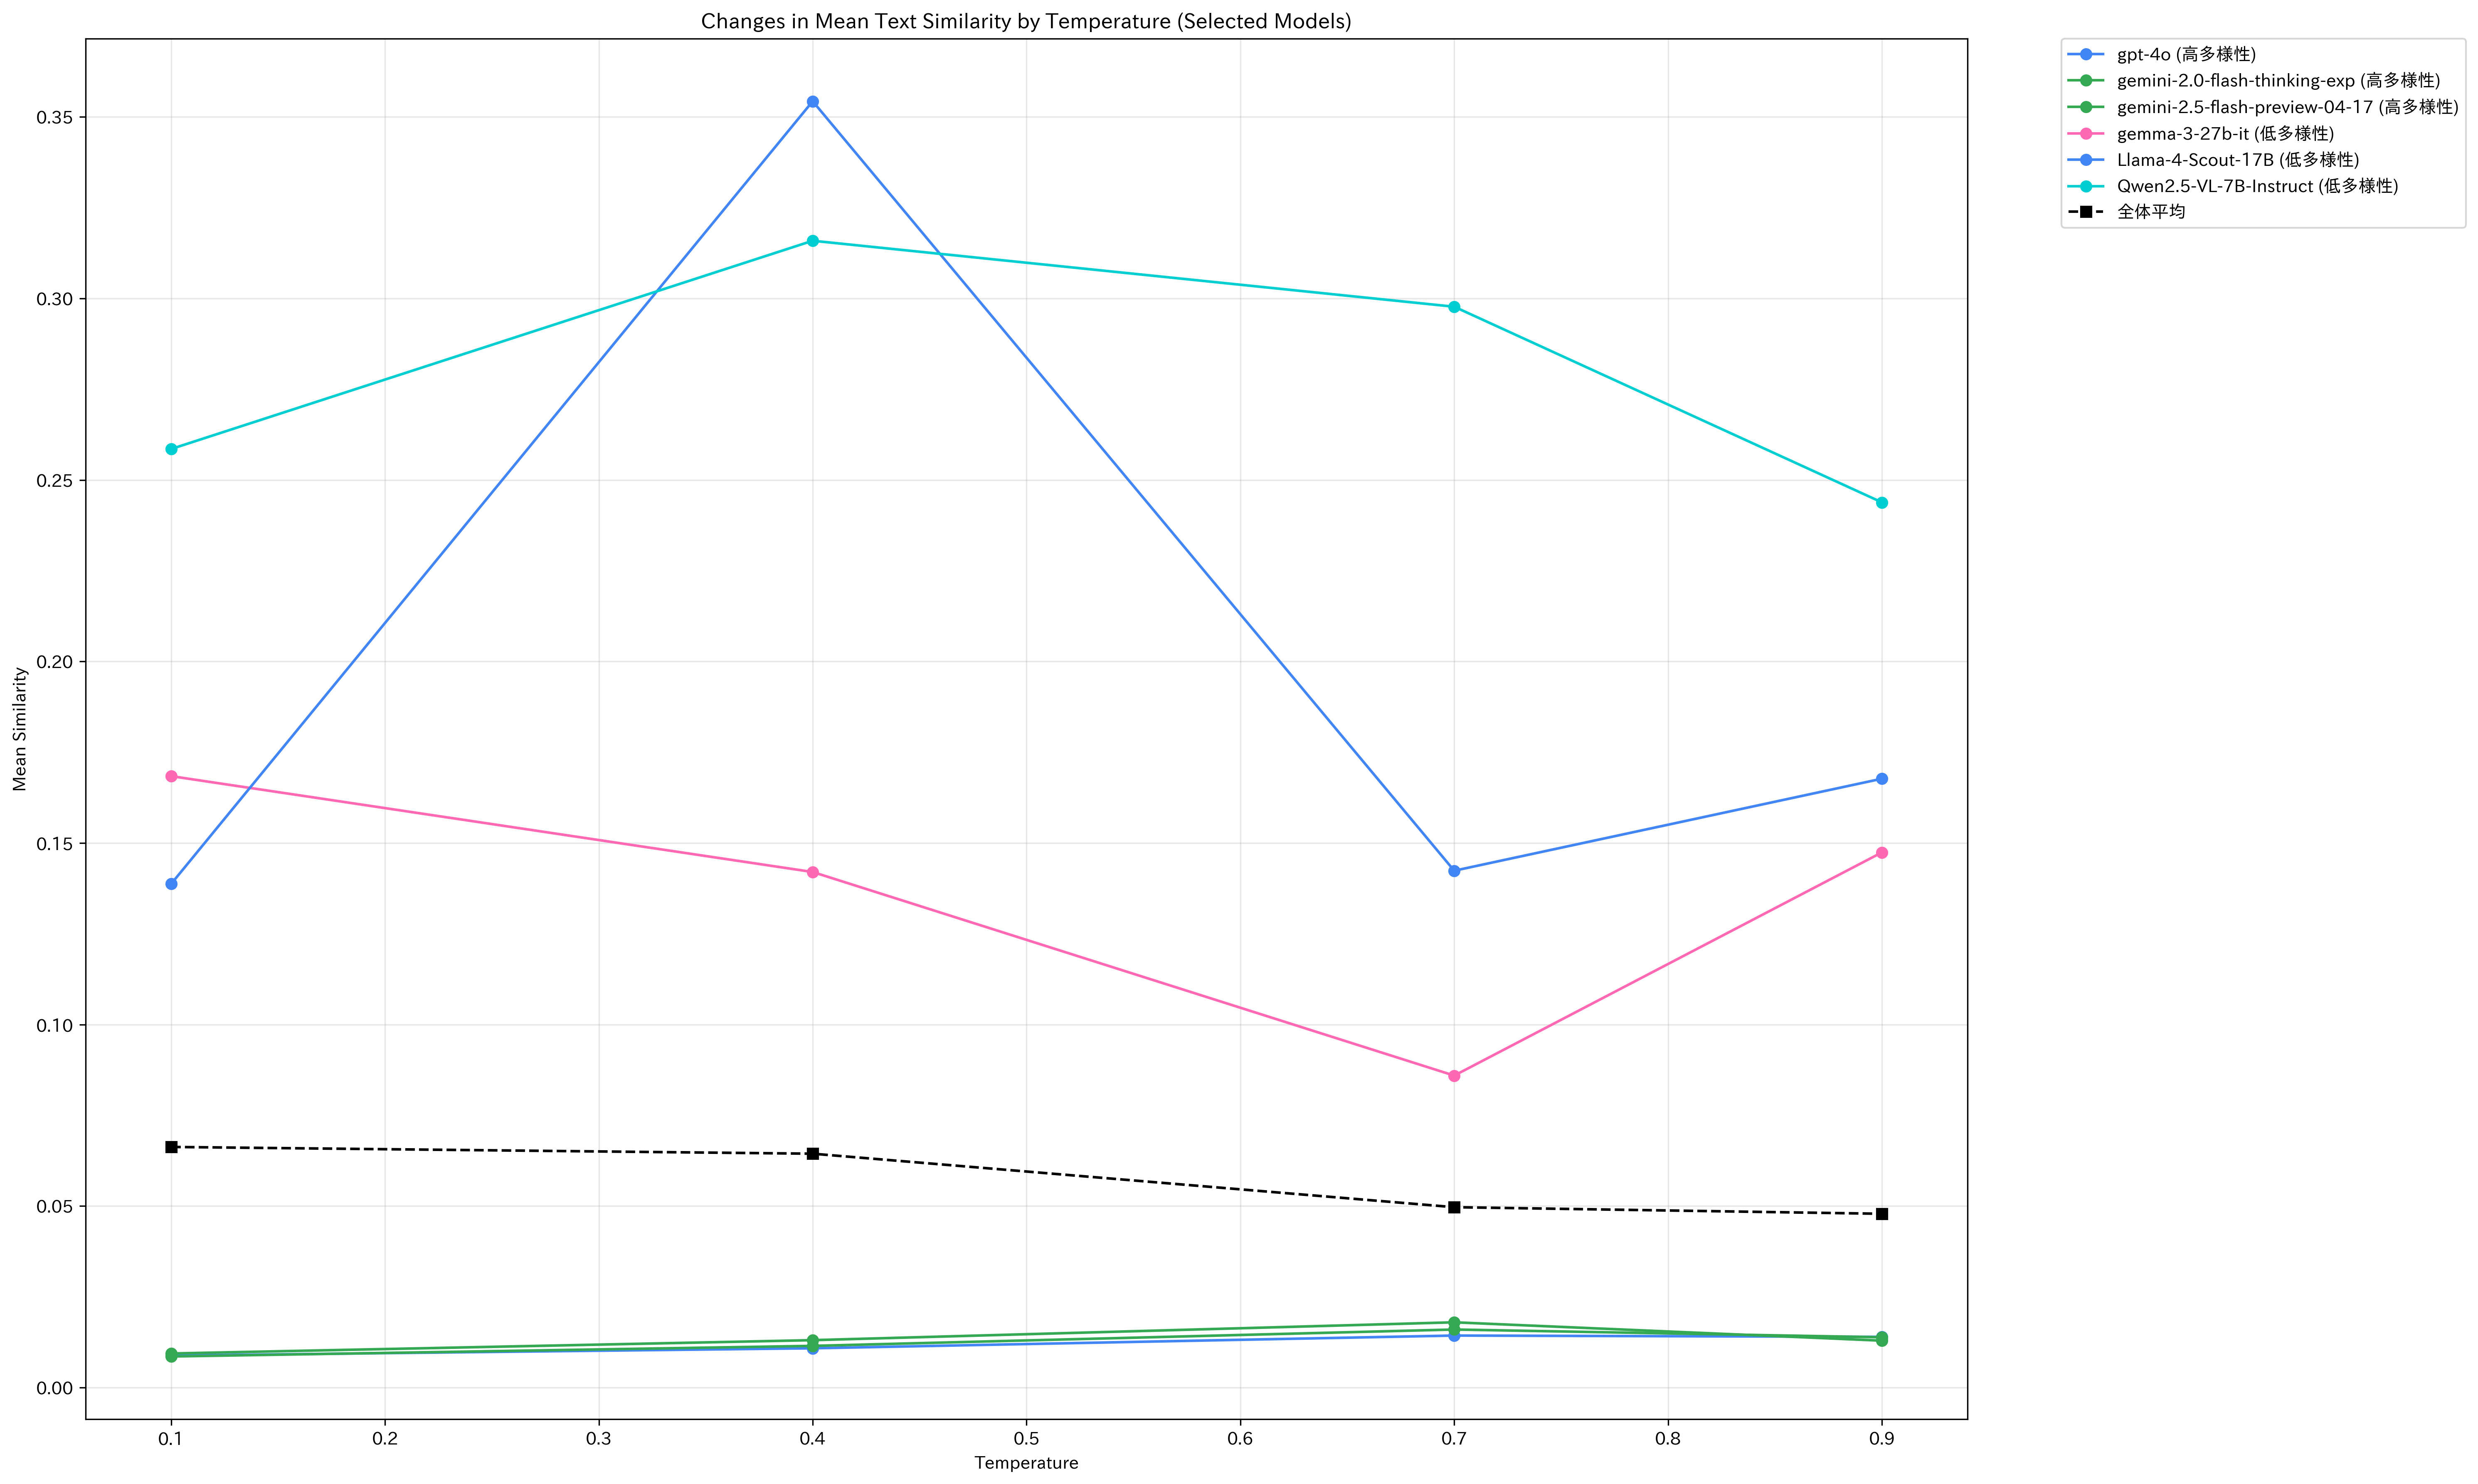 Changes in Mean Text Similarity by Temperature (Selected Models)
gpt-4o (高多様性)
gemini-2.0-flash-thinking-exp (高多様性)
gemini-2.5-flash-preview-04-17 (高多様性)
gemma-3-27b-it (低多様性)
Llama-4-Scout-17B (低多様性)
Qwen2.5-VL-7B-Instruct (低多様性)
全体平均
Mean Similarity
0.35
0.30
0.25
0.20
0.15
0.10
0.05
0.00
0.1 0.2 0.3 0.4 0.5 0.6 0.7 0.8 0.9
Temperature